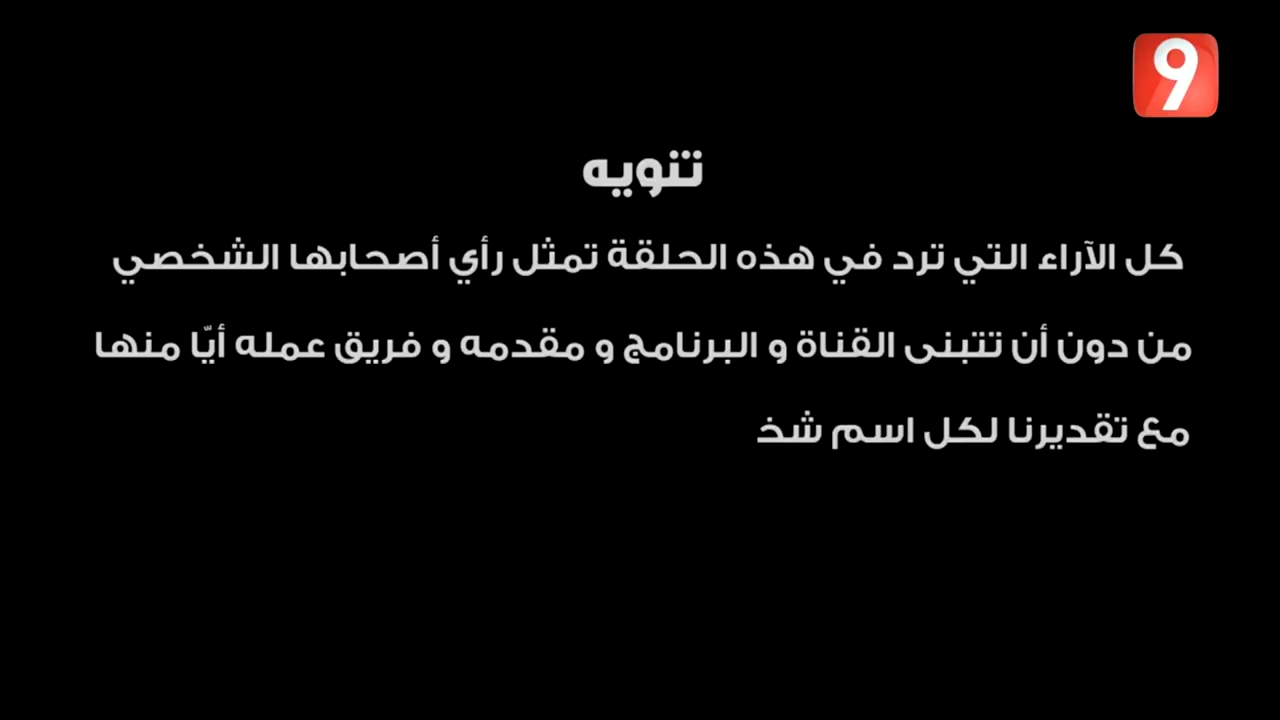 9
تنويه
كل الآراء التي ترد في هذه الحلقة تمثل رأي أصحابها الشخصي
من دون أن تتبنى القناة و البرنامج و مقدمه و فريق عمله أيّا منها
مع تقديرنا لكل اسم شخ